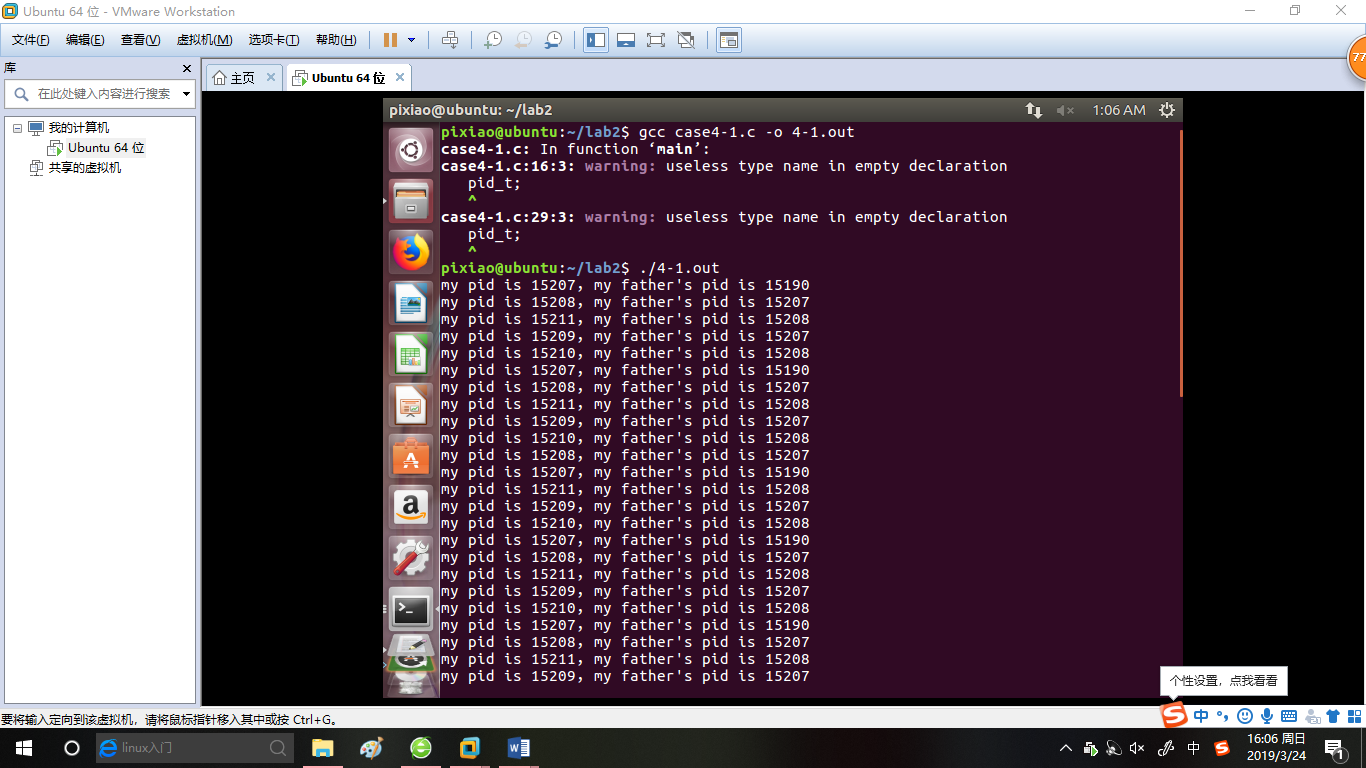 Ubuntu 64 位 - VMware Workstation
文件(F) 编辑(E) 查看(V) 虚拟机(M) 选项卡(T) 帮助(H)
77
库
在此处键入内容进行搜索
我的计算机
Ubuntu 64 位
共享的虚拟机
主页
Ubuntu 64 位
pixiao@ubuntu: ~/lab2
1:06 AM
pixiao@ubuntu:~/lab2$ gcc case4-1.c -o 4-1.out
case4-1.c: In function ‘main’:
case4-1.c:16:3: warning: useless type name in empty declaration
pid_t;
^
case4-1.c:29:3: warning: useless type name in empty declaration
pid_t;
^
pixiao@ubuntu:~/lab2$ ./4-1.out
my pid is 15207, my father's pid is 15190
my pid is 15208, my father's pid is 15207
my pid is 15211, my father's pid is 15208
my pid is 15209, my father's pid is 15207
my pid is 15210, my father's pid is 15208
my pid is 15207, my father's pid is 15190
my pid is 15208, my father's pid is 15207
my pid is 15211, my father's pid is 15208
my pid is 15209, my father's pid is 15207
my pid is 15210, my father's pid is 15208
my pid is 15208, my father's pid is 15207
my pid is 15207, my father's pid is 15190
my pid is 15211, my father's pid is 15208
my pid is 15209, my father's pid is 15207
my pid is 15210, my father's pid is 15208
my pid is 15207, my father's pid is 15190
my pid is 15208, my father's pid is 15207
my pid is 15211, my father's pid is 15208
my pid is 15209, my father's pid is 15207
my pid is 15210, my father's pid is 15208
my pid is 15207, my father's pid is 15190
my pid is 15208, my father's pid is 15207
my pid is 15211, my father's pid is 15208
my pid is 15209, my father's pid is 15207
个性设置，点我看看
要将输入定向到该虚拟机，请将鼠标指针移入其中或按 Ctrl+G。
中
linux入门
中
16:06 周日
2019/3/24
1